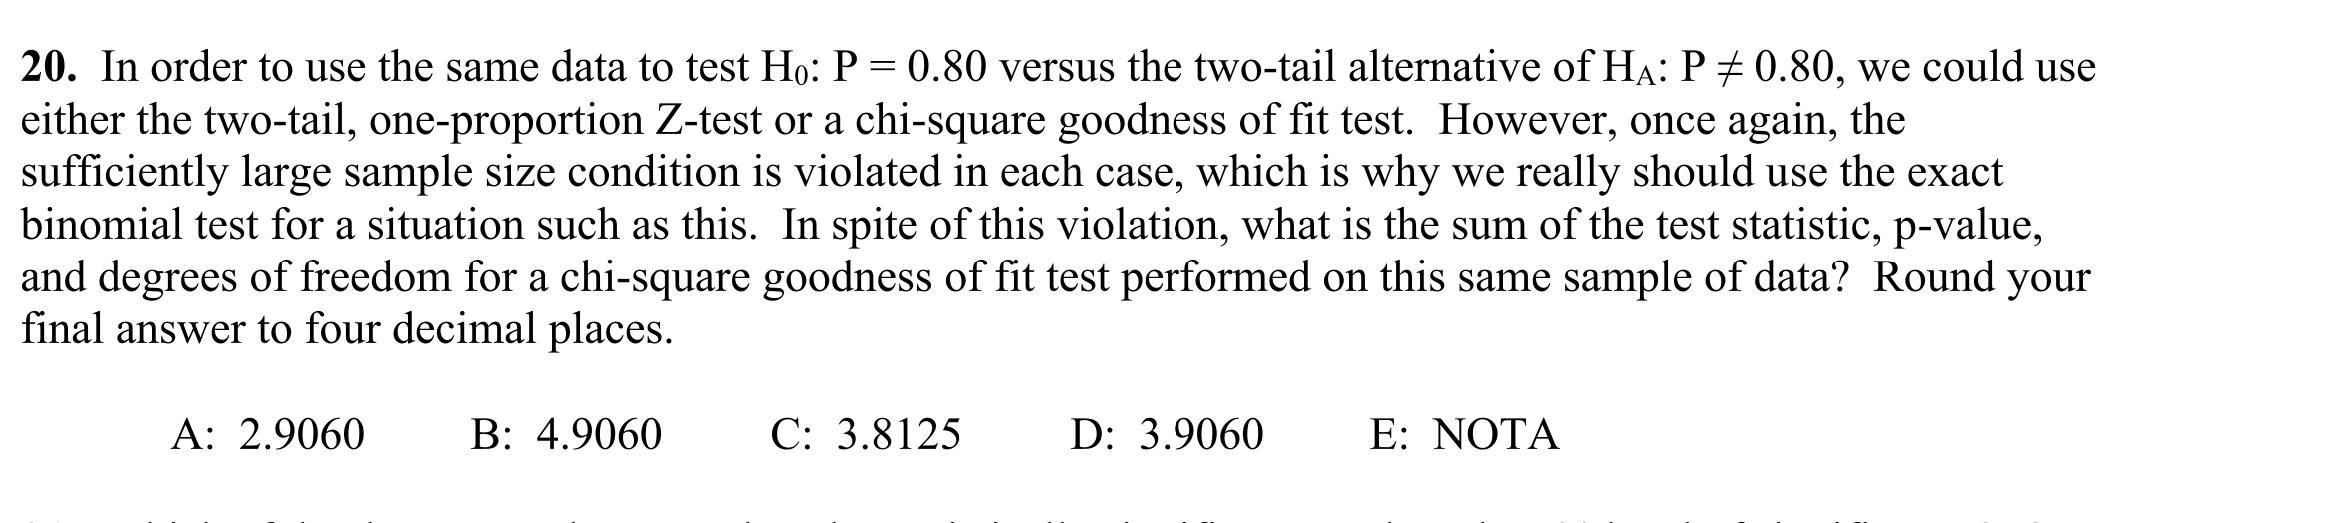 20. In order to use the same data to test H₀: P = 0.80 versus the two-tail alternative of Hₐ: P ≠ 0.80, we could use
either the two-tail, one-proportion Z-test or a chi-square goodness of fit test. However, once again, the
sufficiently large sample size condition is violated in each case, which is why we really should use the exact
binomial test for a situation such as this. In spite of this violation, what is the sum of the test statistic, p-value,
and degrees of freedom for a chi-square goodness of fit test performed on this same sample of data? Round your
final answer to four decimal places.
A: 2.9060 B: 4.9060 C: 3.8125 D: 3.9060 E: NOTA